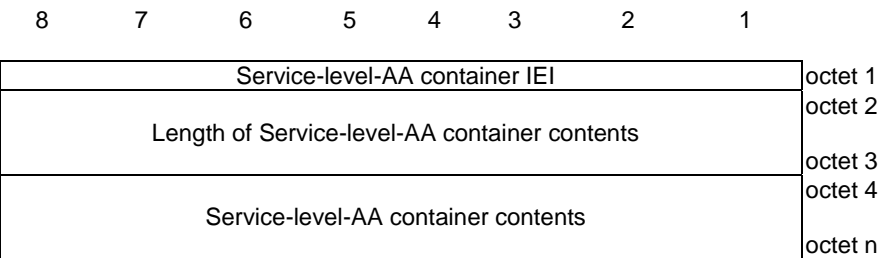 8 7 6 5 4 3 2 1
Service-level-AA container IEI octet 1
octet 2
Length of Service-level-AA container contents
octet 3
octet 4
Service-level-AA container contents
octet n